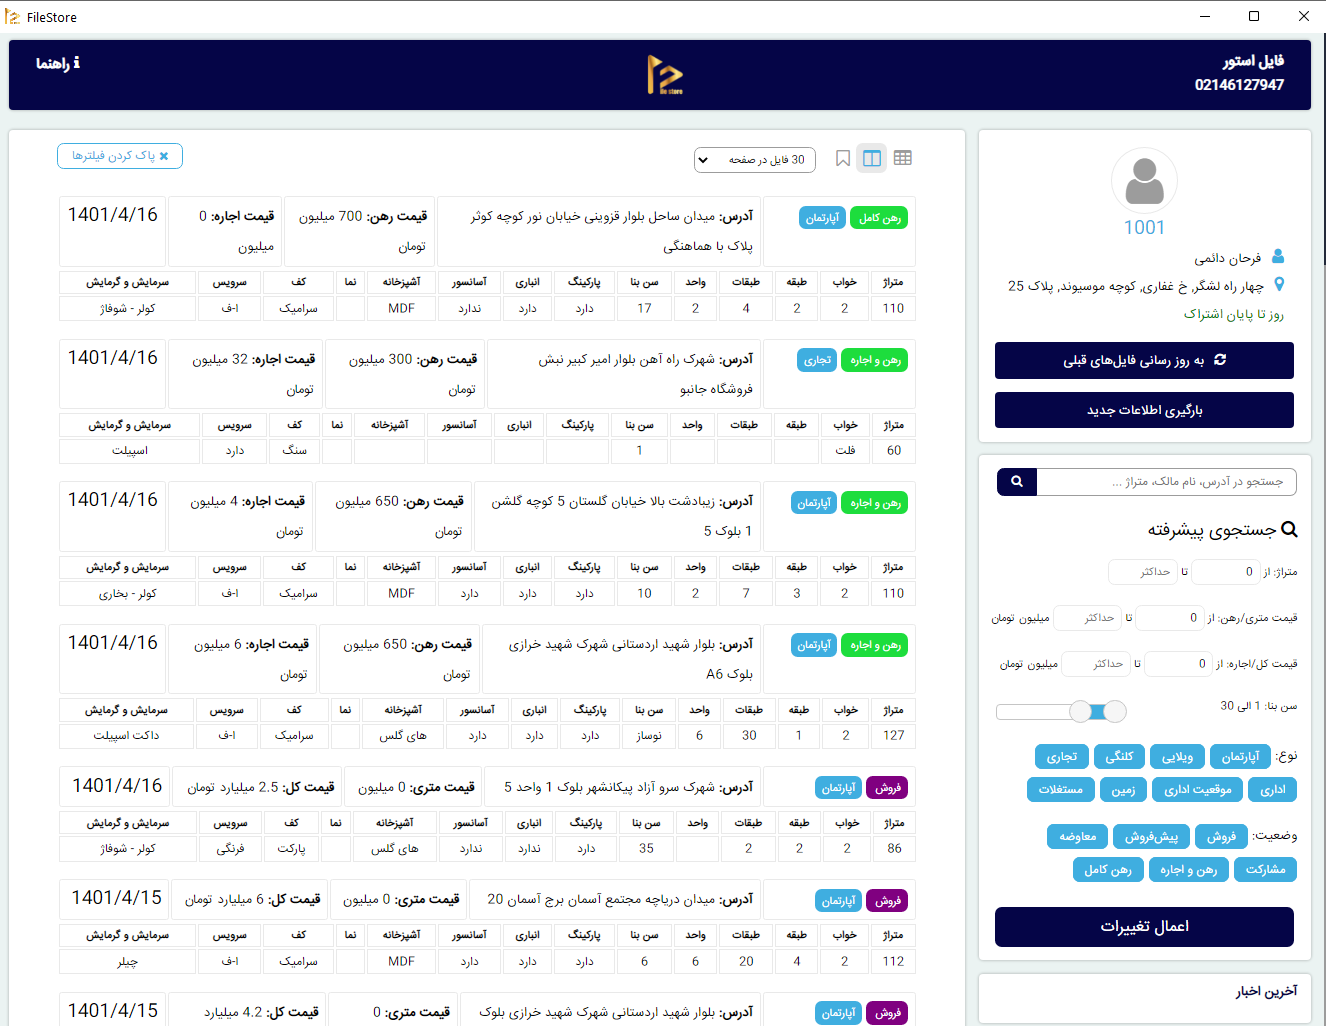 FileStore
فایل استور
02146127947
file store
راهنما
1001
فرحان دائمی
چهار راه لشگر, خ غفاری, کوچه موسیوند, پلاک 25
روز تا پایان اشتراک
به روز رسانی فایل‌های قبلی
بارگیری اطلاعات جدید
جستجو در آدرس، نام مالک، متراژ ...
جستجوی پیشرفته
متراژ: از 0 تا حداکثر
قیمت متری/رهن: از 0 تا حداکثر میلیون تومان
قیمت کل/اجاره: از 0 تا حداکثر میلیون تومان
سن بنا: 1 الی 30
نوع: آپارتمان ویلایی کلنگی تجاری
اداری موقعیت اداری زمین مستغلات
وضعیت: فروش پیش‌فروش معاوضه
مشارکت رهن و اجاره رهن کامل
اعمال تغییرات
آخرین اخبار
30 فایل در صفحه
پاک کردن فیلترها
رهن کامل آپارتمان آدرس: میدان ساحل بلوار قزوینی خیابان نور کوچه کوثر قیمت رهن: 700 میلیون قیمت اجاره: 0 1401/4/16
پلاک با هماهنگی تومان میلیون
متراژ خواب طبقه طبقات واحد سن بنا پارکینگ انباری آسانسور آشپزخانه نما کف سرویس سرمایش و گرمایش
110 2 2 4 2 17 دارد دارد ندارد MDF سرامیک ا-ف کولر - شوفاژ
رهن و اجاره تجاری آدرس: شهرک راه آهن بلوار امیر کبیر نبش قیمت رهن: 300 میلیون قیمت اجاره: 32 میلیون 1401/4/16
فروشگاه جانبو تومان تومان
متراژ خواب طبقه طبقات واحد سن بنا پارکینگ انباری آسانسور آشپزخانه نما کف سرویس سرمایش و گرمایش
60 فلت 1 سنگ دارد اسپیلت
رهن و اجاره آپارتمان آدرس: زیبادشت بالا خیابان گلستان 5 کوچه گلشن قیمت رهن: 650 میلیون قیمت اجاره: 4 میلیون 1401/4/16
1 بلوک 5 تومان تومان
متراژ خواب طبقه طبقات واحد سن بنا پارکینگ انباری آسانسور آشپزخانه نما کف سرویس سرمایش و گرمایش
110 2 3 7 2 10 دارد دارد دارد MDF سرامیک ا-ف کولر - بخاری
رهن و اجاره آپارتمان آدرس: بلوار شهید اردستانی شهرک شهید خرازی قیمت رهن: 650 میلیون قیمت اجاره: 6 میلیون 1401/4/16
بلوک A6 تومان تومان
متراژ خواب طبقه طبقات واحد سن بنا پارکینگ انباری آسانسور آشپزخانه نما کف سرویس سرمایش و گرمایش
127 2 1 30 6 نوساز دارد دارد دارد های گلس سرامیک ا-ف داکت اسپیلت
فروش آپارتمان آدرس: شهرک سرو آزاد پیکانشهر بلوک 1 واحد 5 قیمت متری: 0 میلیون قیمت کل: 2.5 میلیارد تومان 1401/4/16
متراژ خواب طبقه طبقات واحد سن بنا پارکینگ انباری آسانسور آشپزخانه نما کف سرویس سرمایش و گرمایش
86 2 2 2 35 دارد ندارد ندارد های گلس پارکت فرنگی کولر - شوفاژ
فروش آپارتمان آدرس: میدان دریاچه مجتمع آسمان برج آسمان 20 قیمت متری: 0 میلیون قیمت کل: 6 میلیارد تومان 1401/4/15
متراژ خواب طبقه طبقات واحد سن بنا پارکینگ انباری آسانسور آشپزخانه نما کف سرویس سرمایش و گرمایش
112 2 4 20 6 6 دارد دارد دارد MDF سرامیک ا-ف چیلر
فروش آپارتمان آدرس: بلوار شهید اردستانی شهرک شهید خرازی بلوک قیمت متری: 0 قیمت کل: 4.2 میلیارد 1401/4/15